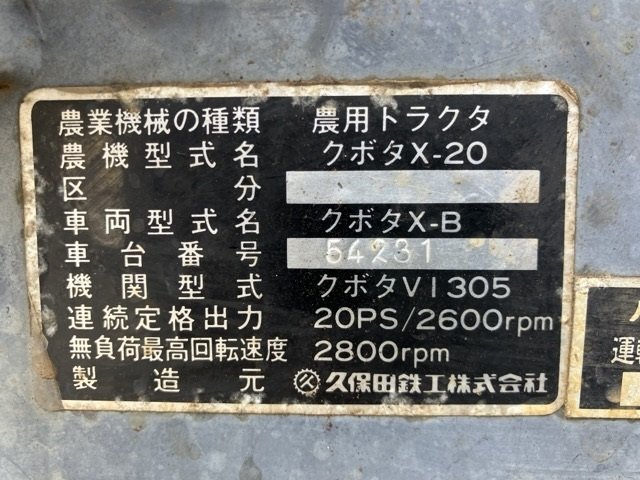 農業機械の種類 農用トラクタ
農機型式名 クボタX-20
区分
車両型式名 クボタX-B
車台番号 54231
機関型式 クボタV1305
連続定格出力 20PS/2600rpm
無負荷最高回転速度 2800rpm
製造元 久保田鉄工株式会社
運転